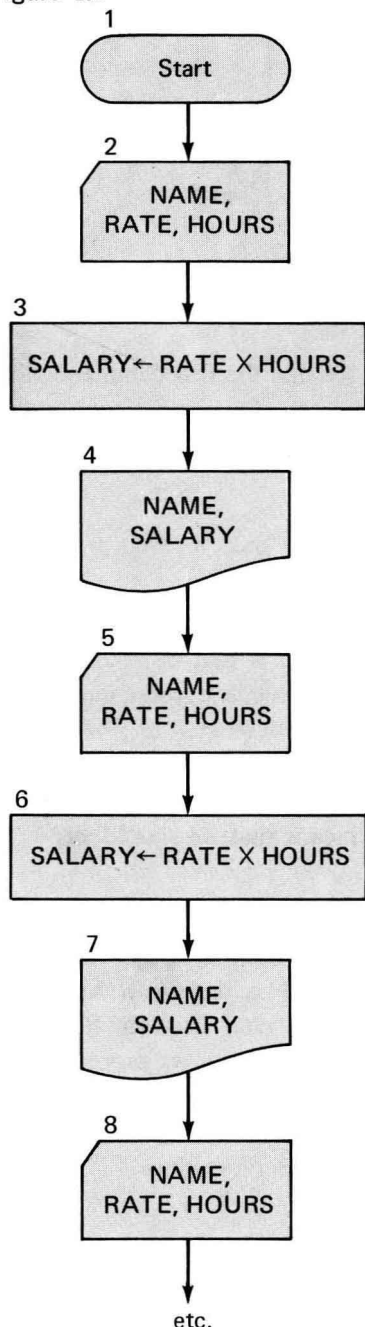 1
Start
2
NAME,
RATE, HOURS
3
SALARY← RATE X HOURS
4
NAME,
SALARY
5
NAME,
RATE, HOURS
6
SALARY← RATE X HOURS
7
NAME,
SALARY
8
NAME,
RATE, HOURS
etc.